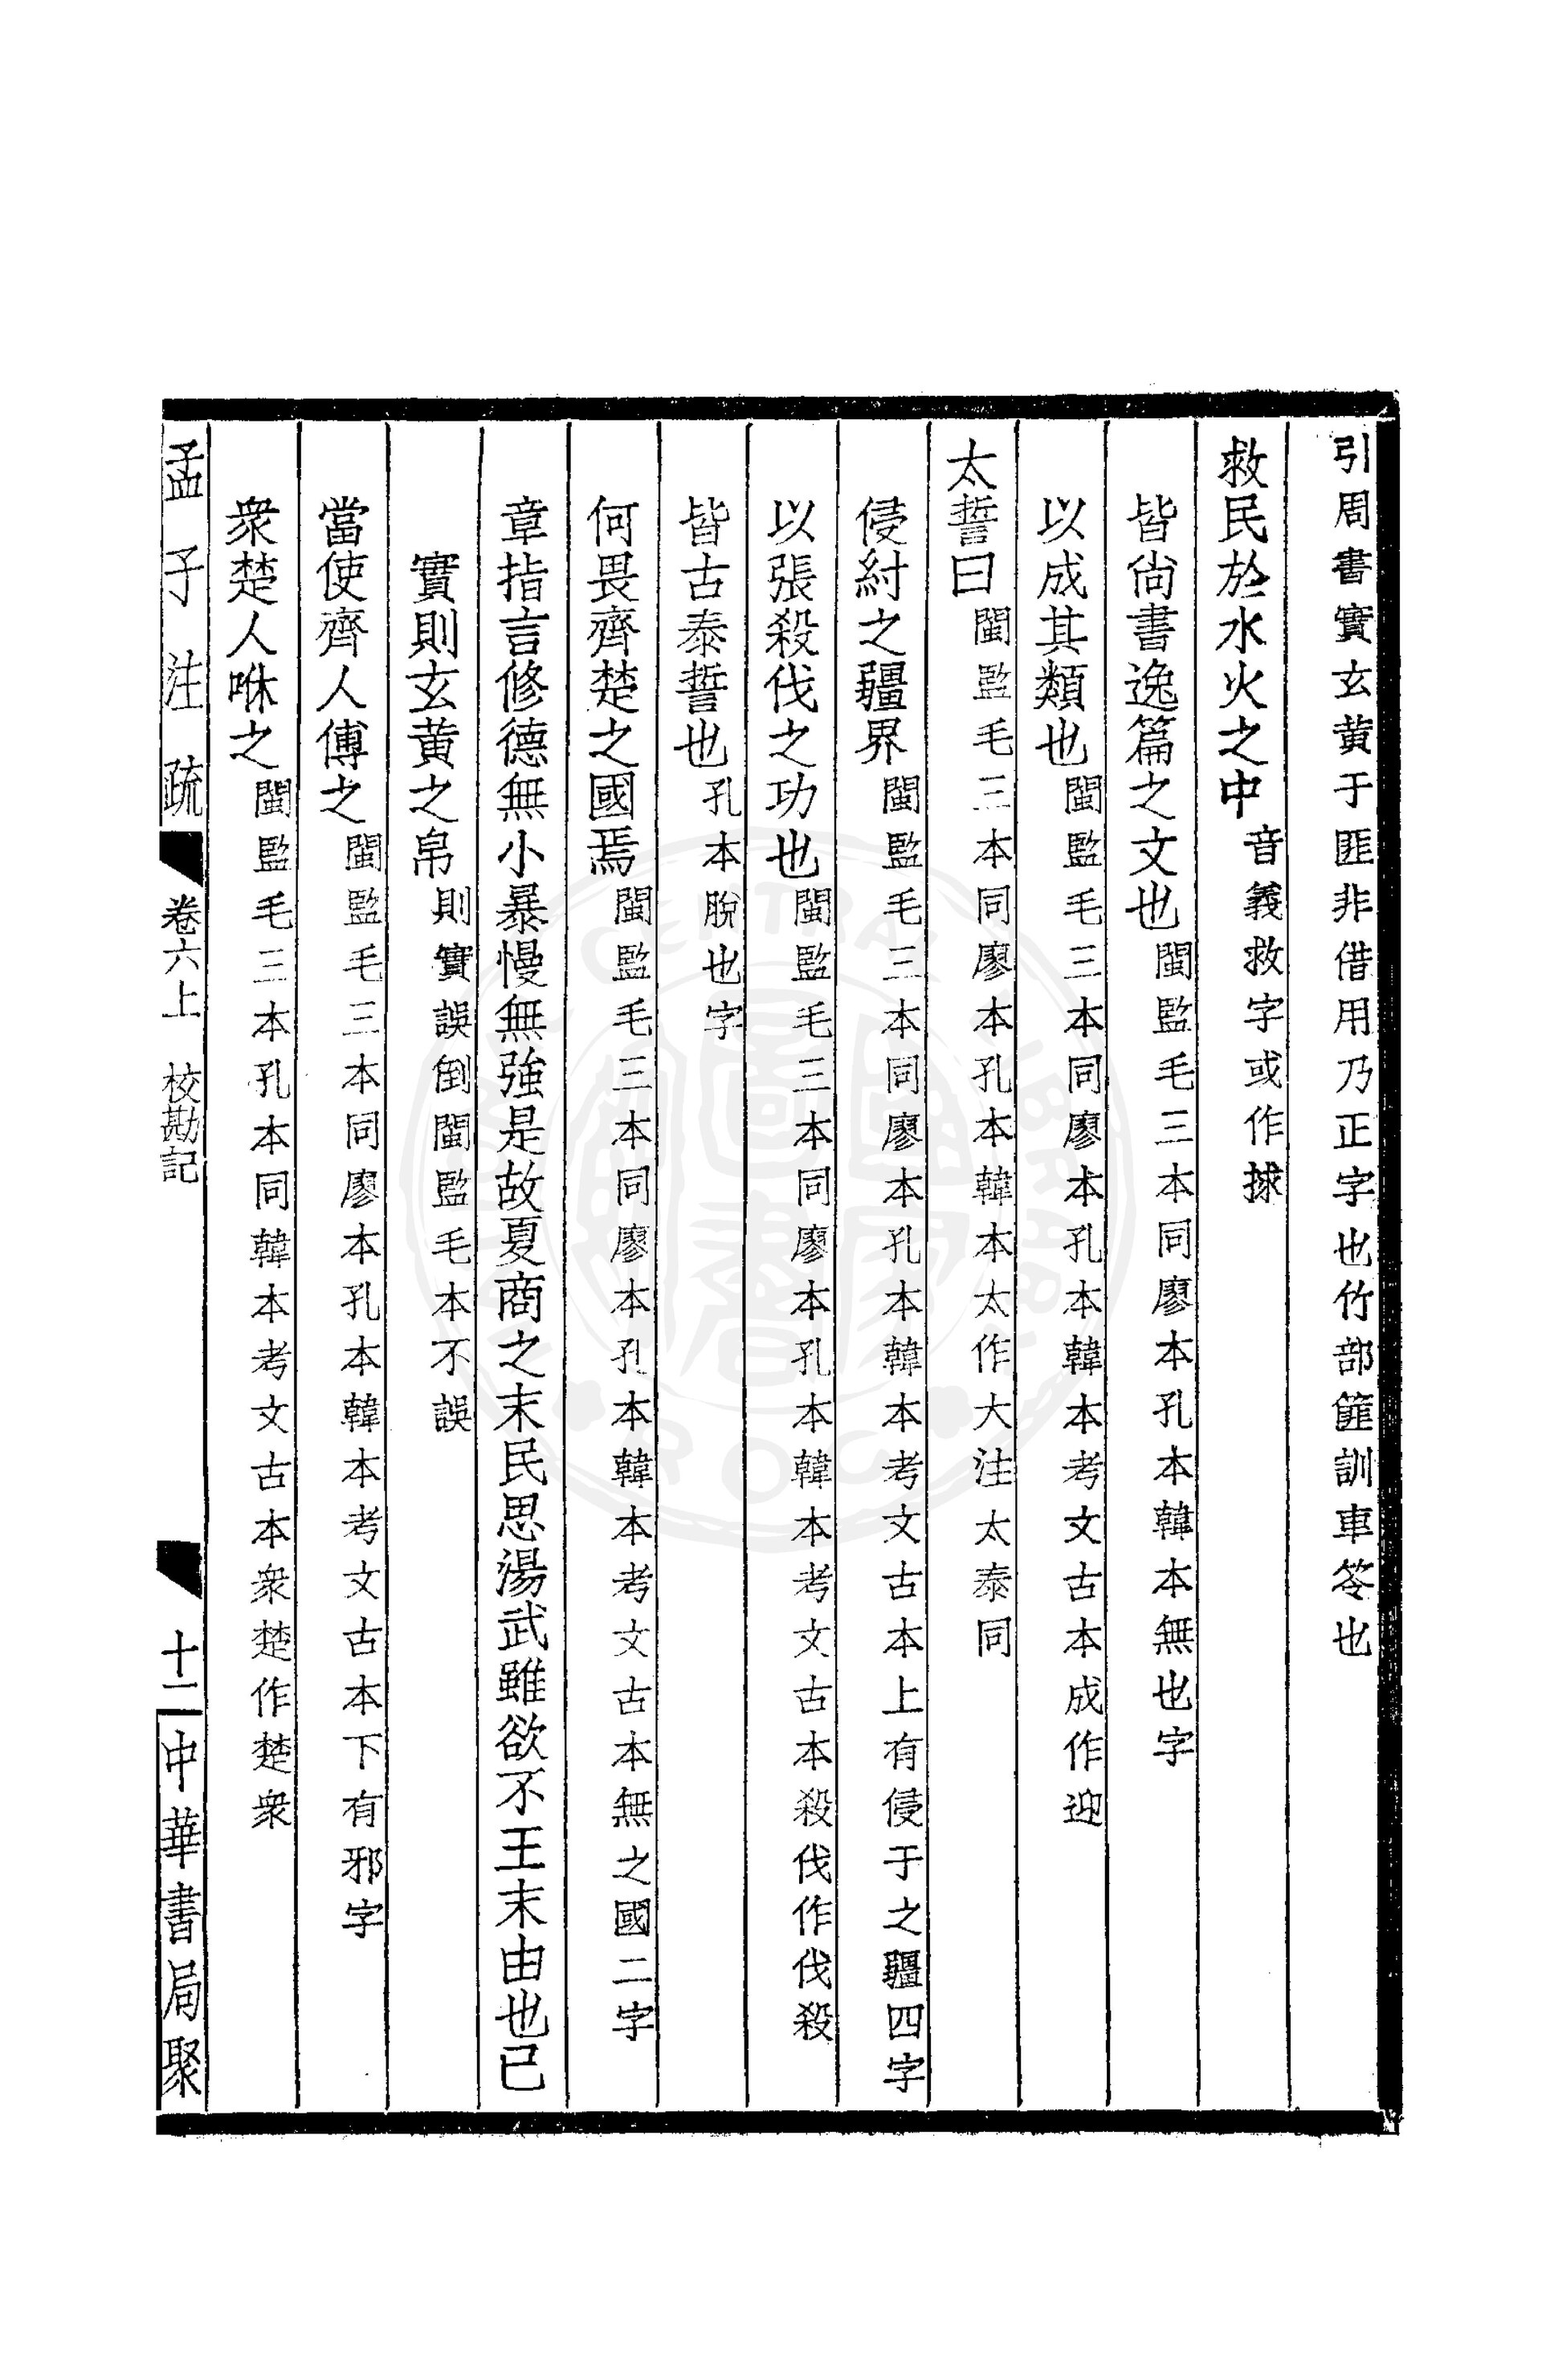 引周書實玄黄于匪非借用乃正字也竹部篚訓車笭也
救民於水火之中音義救字或作捄
皆尙書逸篇之文也閩監毛三本同廖本孔本韓本無也字
以成其類也閩監毛三本同廖本孔本韓本考文古本成作迎
太誓曰閩監毛三本同廖本孔本韓本太作大注太泰同
侵紂之疆界閩監毛三本同廖本孔本韓本考文古本上有侵于之疆四字
以張殺伐之功也閩監毛三本同廖本孔本韓本考文古本殺伐作伐殺
皆古泰誓也孔本脫也字
何畏齊楚之國焉閩監毛三本同廖本孔本韓本考文古本無之國二字
章指言修德無小暴慢無強是故夏商之末民思湯武雖欲不王末由也已
實則玄黄之帛則實誤倒閩監毛本不誤
當使齊人傅之閩監毛三本同廖本孔本韓本考文古本下有邪字
衆楚人咻之閩監毛三本孔本同韓本考文古本衆楚作楚衆
孟子注疏 卷六上 校勘記 十二 中華書局聚
CENTRAL LIBRARY
ROC